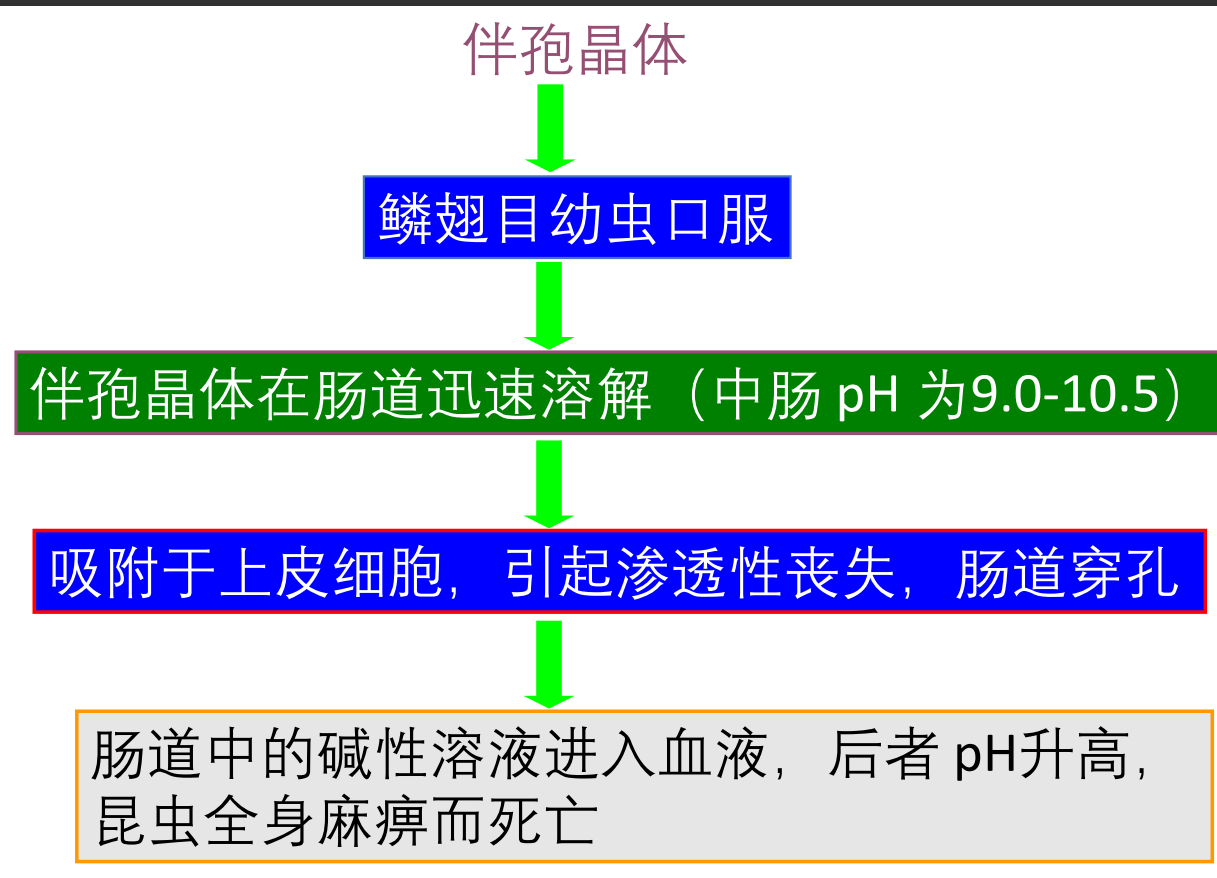 伴孢晶体
鳞翅目幼虫口服
伴孢晶体在肠道迅速溶解（中肠 pH 为9.0-10.5）
吸附于上皮细胞，引起渗透性丧失，肠道穿孔
肠道中的碱性溶液进入血液，后者 pH升高，
昆虫全身麻痹而死亡